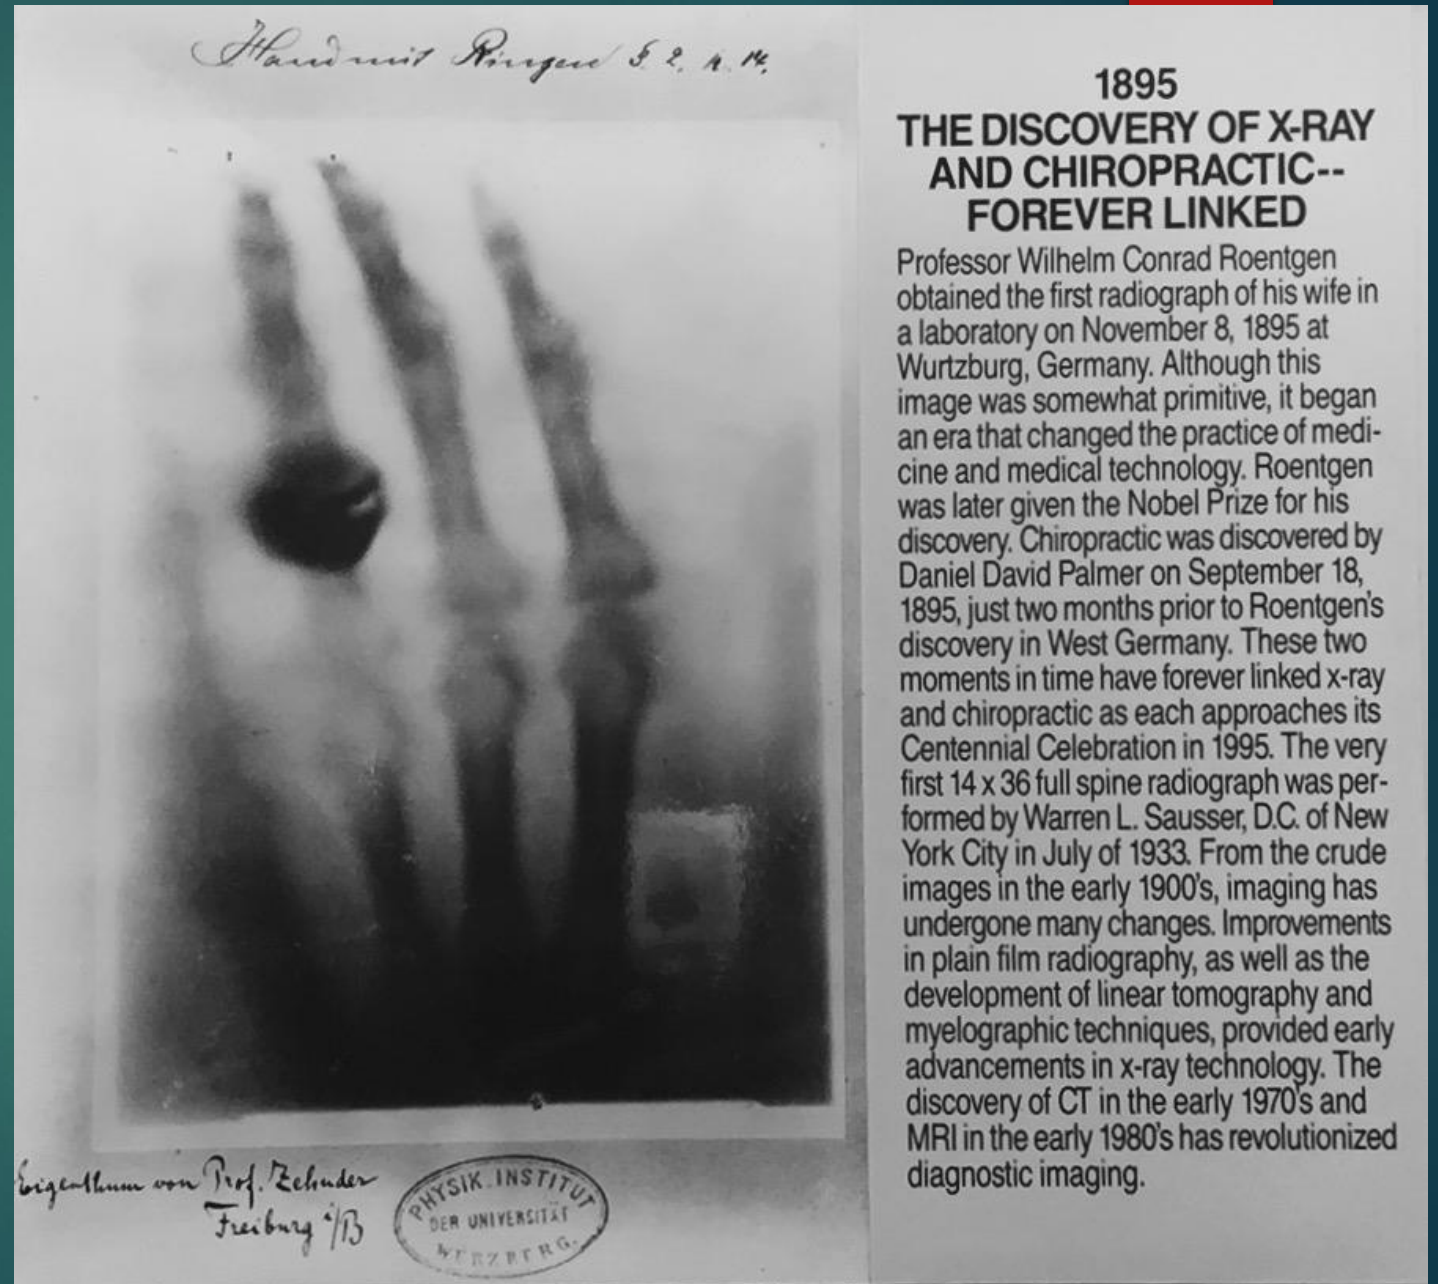 Hand mit Ringen
1895
THE DISCOVERY OF X-RAY
AND CHIROPRACTIC--
FOREVER LINKED
Professor Wilhelm Conrad Roentgen
obtained the first radiograph of his wife in
a laboratory on November 8, 1895 at
Wurtzburg, Germany. Although this
image was somewhat primitive, it began
an era that changed the practice of medi-
cine and medical technology. Roentgen
was later given the Nobel Prize for his
discovery. Chiropractic was discovered by
Daniel David Palmer on September 18,
1895, just two months prior to Roentgen's
discovery in West Germany. These two
moments in time have forever linked x-ray
and chiropractic as each approaches its
Centennial Celebration in 1995. The very
first 14 x 36 full spine radiograph was per-
formed by Warren L. Sausser, D.C. of New
York City in July of 1933. From the crude
images in the early 1900's, imaging has
undergone many changes. Improvements
in plain film radiography, as well as the
development of linear tomography and
myelographic techniques, provided early
advancements in x-ray technology. The
discovery of CT in the early 1970's and
MRI in the early 1980's has revolutionized
diagnostic imaging.
Eigenthum von Prof. Zehnder
Freiburg i/B
PHYSIK. INSTITUT
DER UNIVERSITÄT
WÜRZBURG.